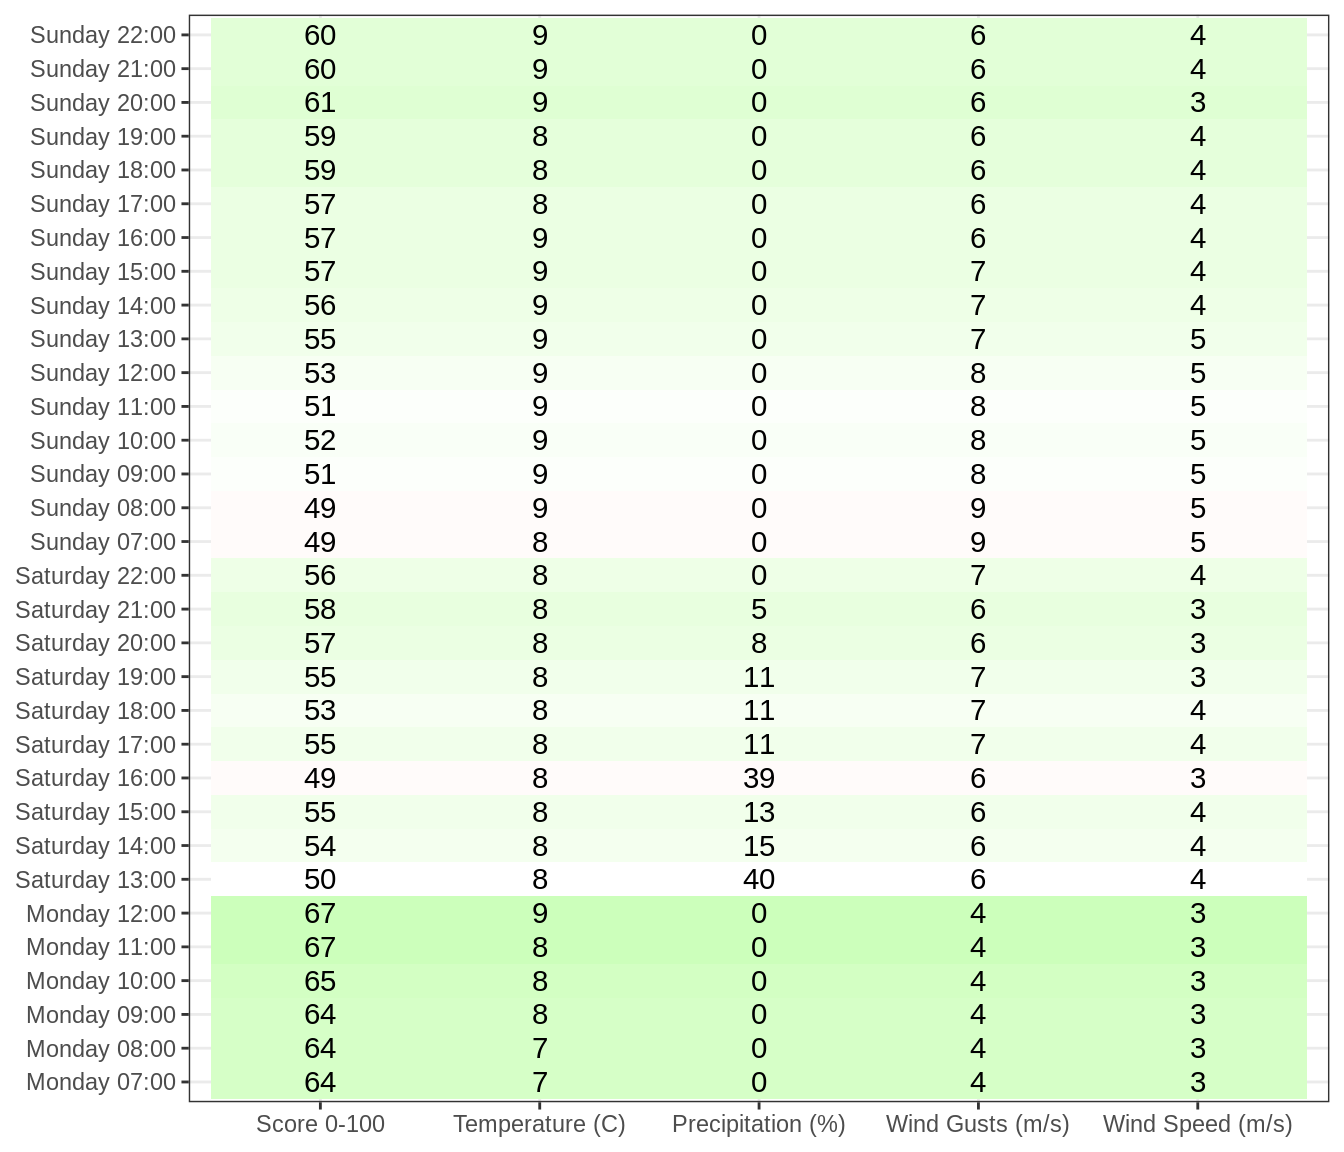 Sunday 22:00 60 9 0 6 4
Sunday 21:00 60 9 0 6 4
Sunday 20:00 61 9 0 6 3
Sunday 19:00 59 8 0 6 4
Sunday 18:00 59 8 0 6 4
Sunday 17:00 57 8 0 6 4
Sunday 16:00 57 9 0 6 4
Sunday 15:00 57 9 0 7 4
Sunday 14:00 56 9 0 7 4
Sunday 13:00 55 9 0 7 5
Sunday 12:00 53 9 0 8 5
Sunday 11:00 51 9 0 8 5
Sunday 10:00 52 9 0 8 5
Sunday 09:00 51 9 0 8 5
Sunday 08:00 49 9 0 9 5
Sunday 07:00 49 8 0 9 5
Saturday 22:00 56 8 0 7 4
Saturday 21:00 58 8 5 6 3
Saturday 20:00 57 8 8 6 3
Saturday 19:00 55 8 11 7 3
Saturday 18:00 53 8 11 7 4
Saturday 17:00 55 8 11 7 4
Saturday 16:00 49 8 39 6 3
Saturday 15:00 55 8 13 6 4
Saturday 14:00 54 8 15 6 4
Saturday 13:00 50 8 40 6 4
Monday 12:00 67 9 0 4 3
Monday 11:00 67 8 0 4 3
Monday 10:00 65 8 0 4 3
Monday 09:00 64 8 0 4 3
Monday 08:00 64 7 0 4 3
Monday 07:00 64 7 0 4 3
Score 0-100 Temperature (C) Precipitation (%) Wind Gusts (m/s) Wind Speed (m/s)